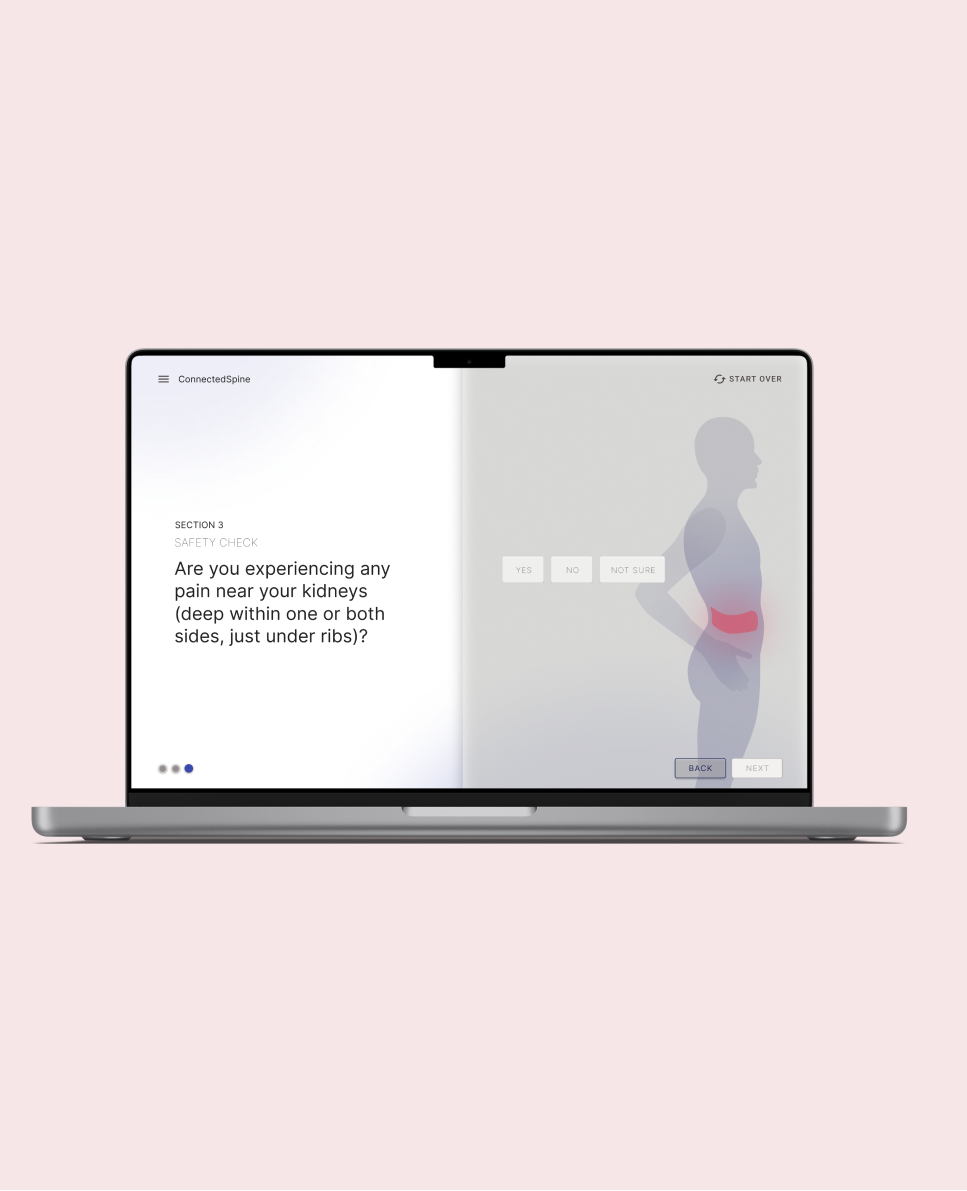 ConnectedSpine
START OVER
SECTION 3
SAFETY CHECK
Are you experiencing any
pain near your kidneys
(deep within one or both
sides, just under ribs)?
YES
NO
NOT SURE
BACK
NEXT